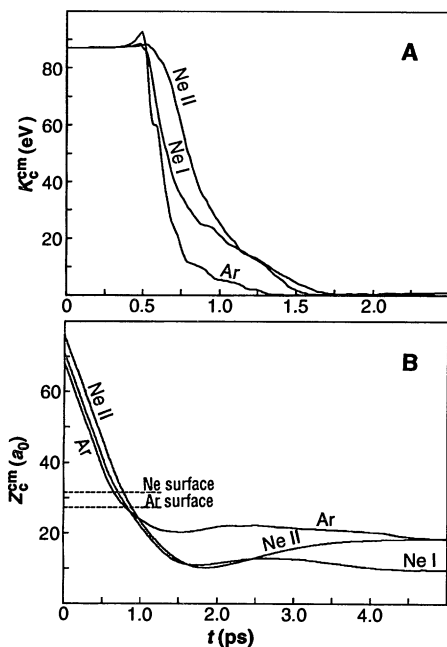 A
80
60
40
20
K_c^cm (eV)
Ne II
Ne I
Ar
0
0.5
1.0
1.5
2.0
B
60
40
20
0
Z_c^cm (a_0)
Ne II
Ar
Ne surface
Ar surface
Ar
Ne II
Ne I
0
1.0
2.0
3.0
4.0
t (ps)